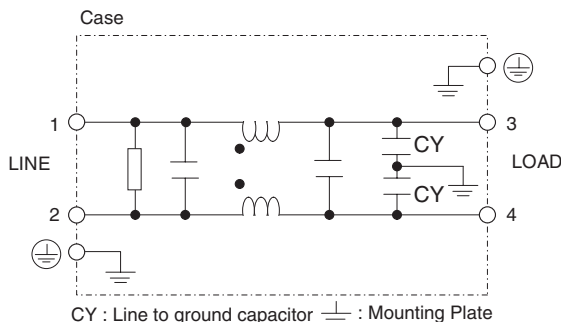 Case
1
3
CY
LINE
LOAD
CY
2
4
CY : Line to ground capacitor : Mounting Plate